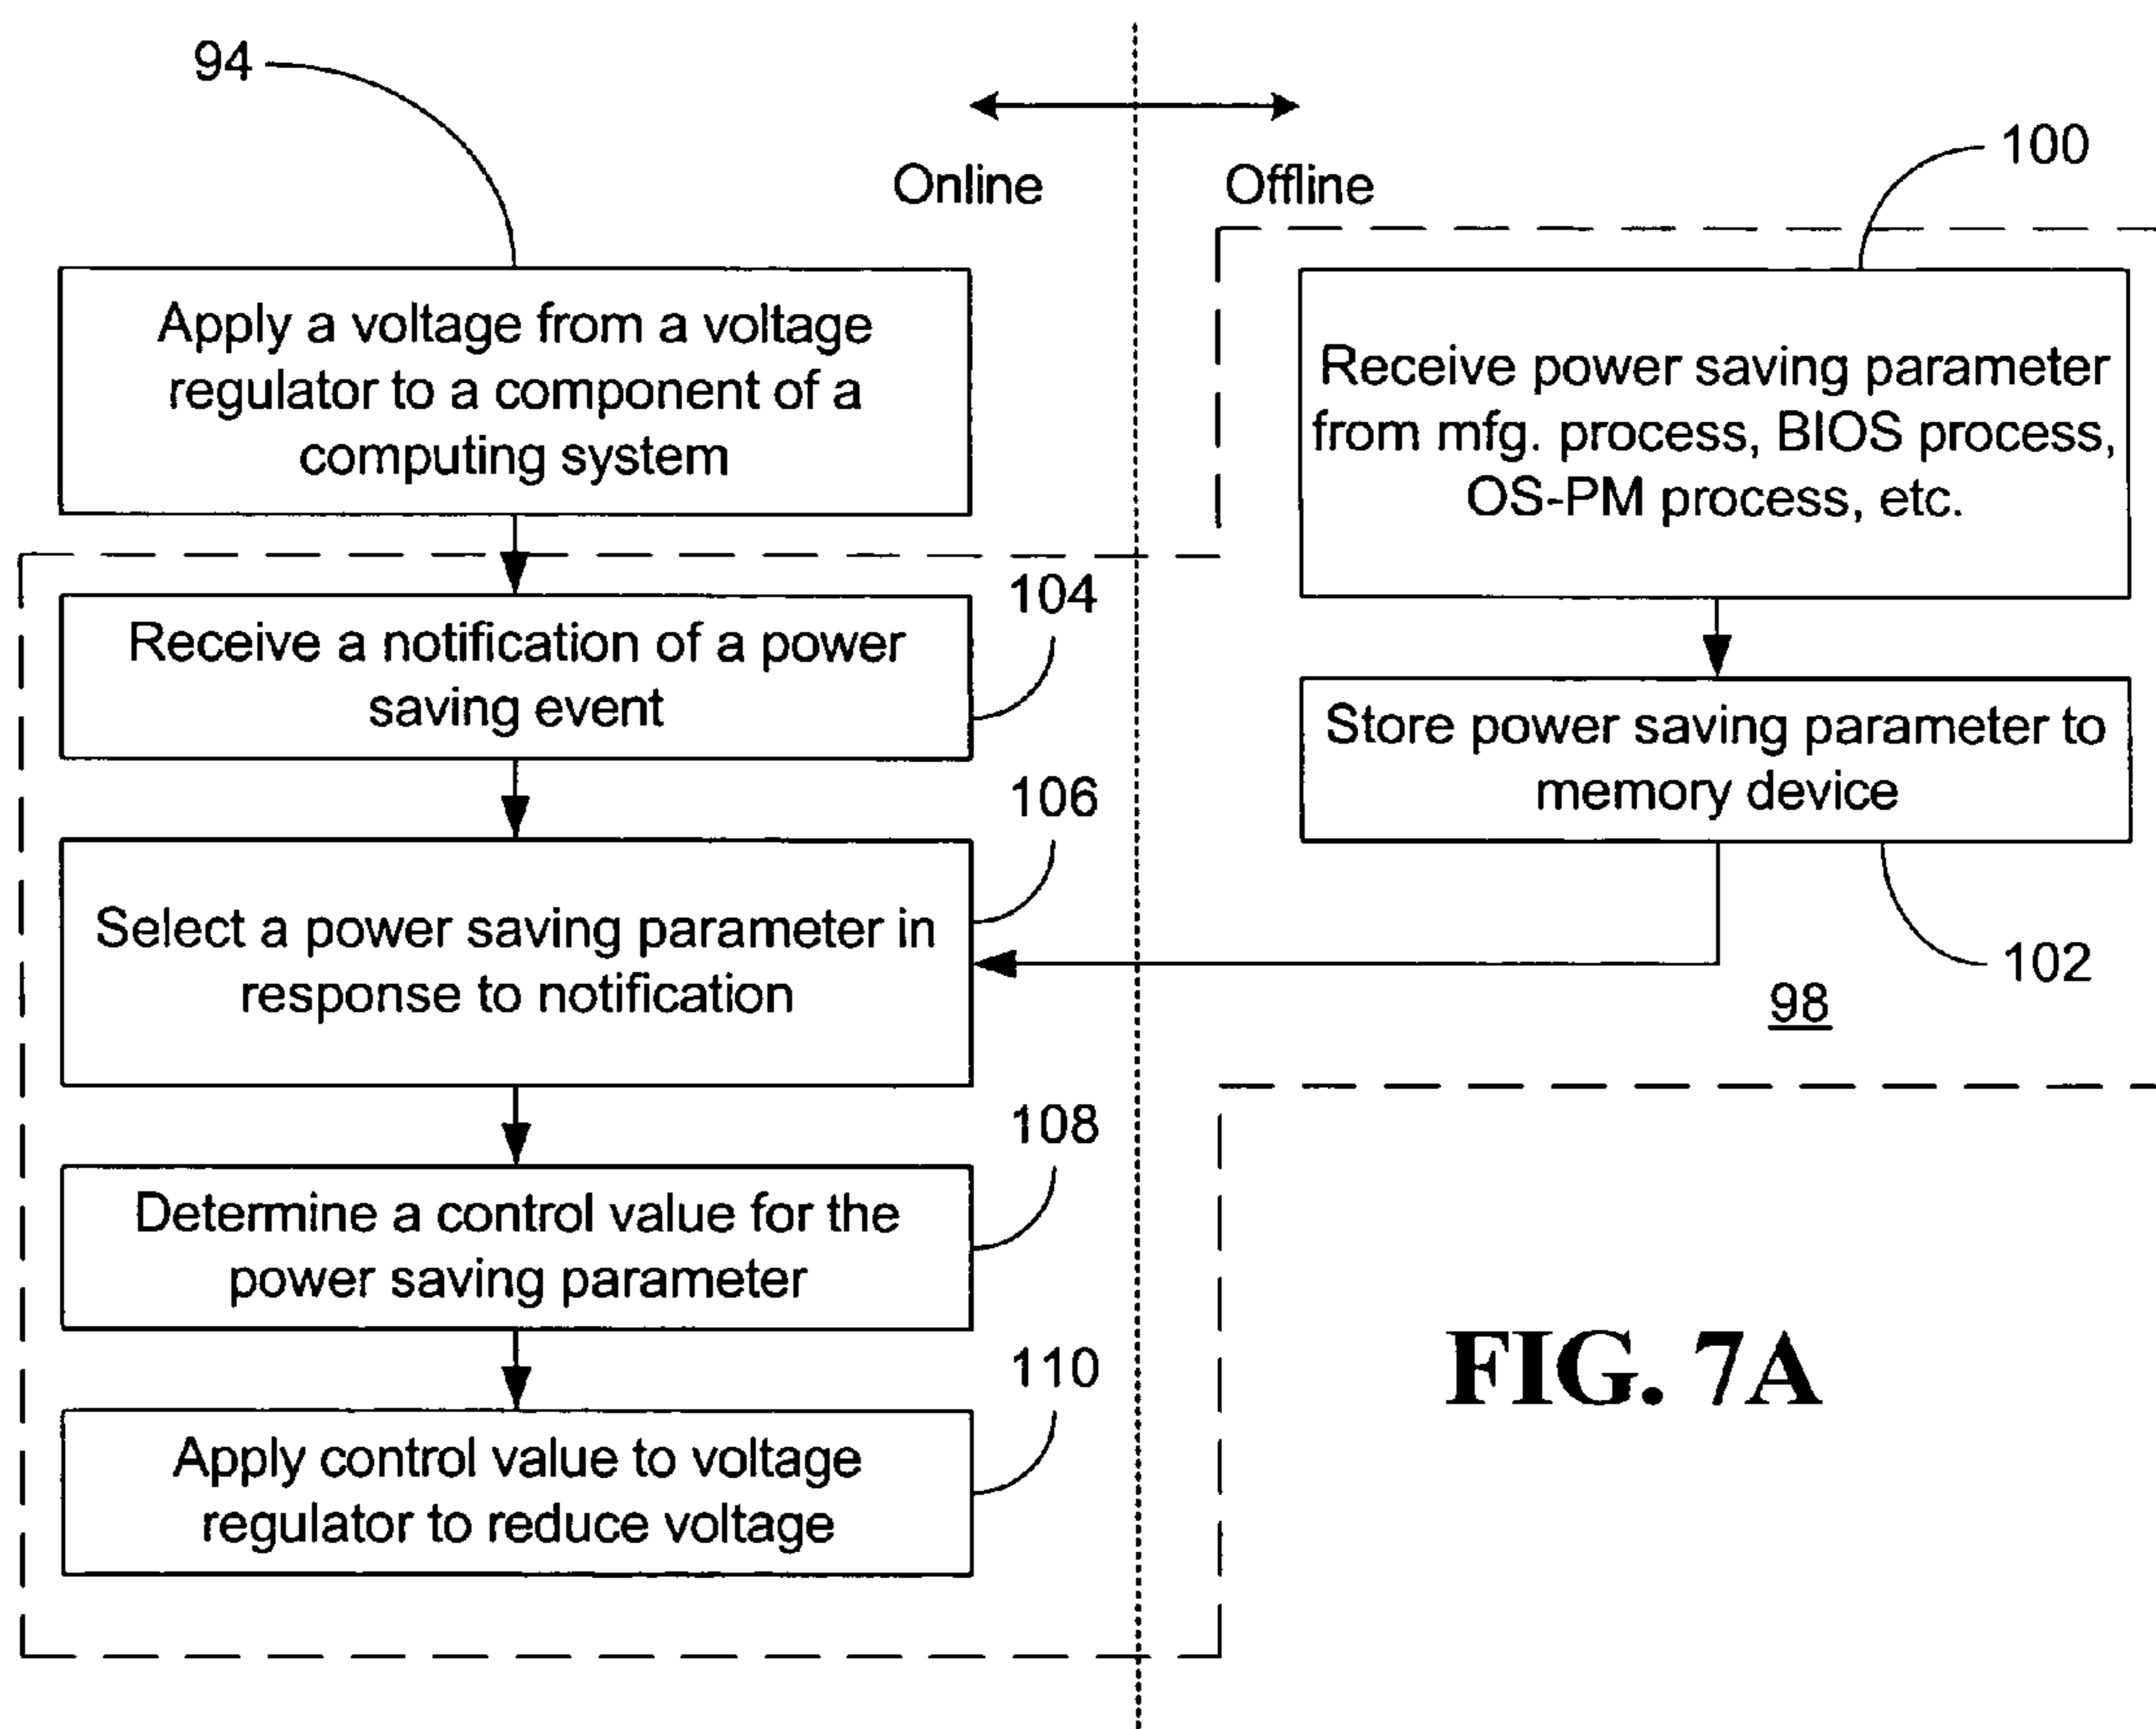 94
Online
Offline
100
Apply a voltage from a voltage
regulator to a component of a
computing system
Receive power saving parameter
from mfg. process, BIOS process,
OS-PM process, etc.
104
Receive a notification of a power
saving event
Store power saving parameter to
memory device
106
Select a power saving parameter in
response to notification
102
98
108
Determine a control value for the
power saving parameter
110
Apply control value to voltage
regulator to reduce voltage
FIG. 7A